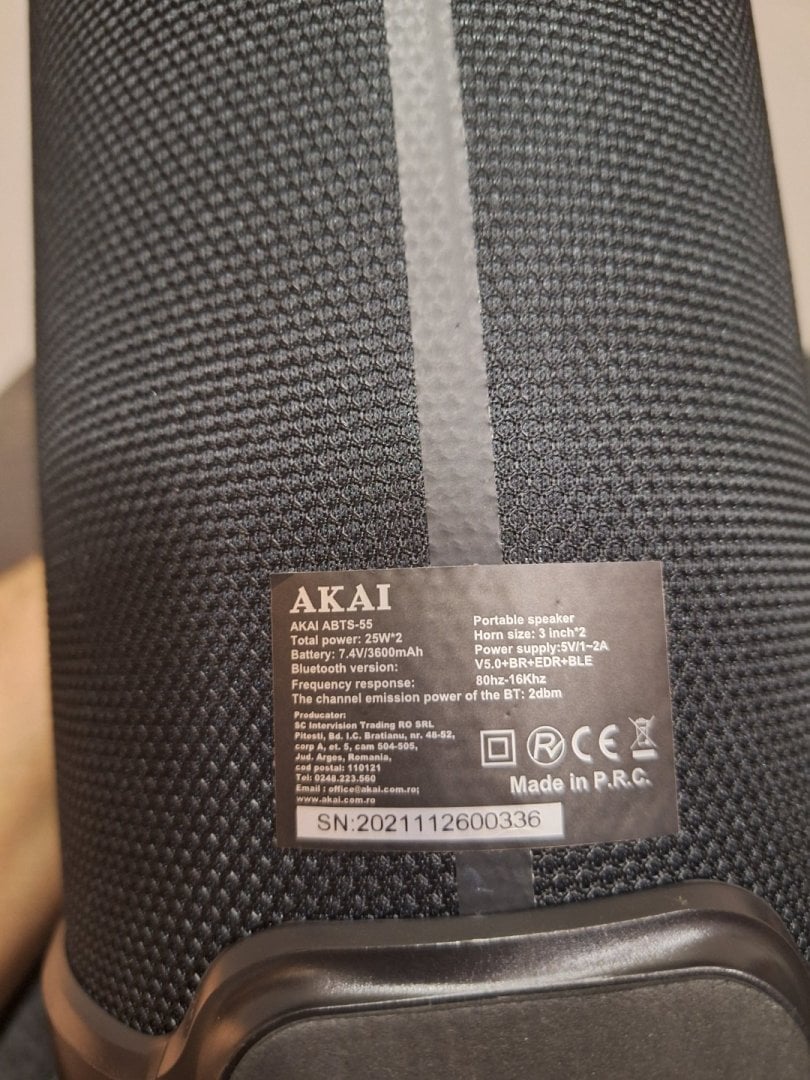 AKAI
AKAI ABTS-55
Total power: 25W*2
Battery: 7.4V/3600mAh
Bluetooth version:
Frequency response:
Portable speaker
Horn size: 3 inch*2
Power supply:5V/1~2A
V5.0+BR+EDR+BLE
80hz-16Khz
The channel emission power of the BT: 2dbm
Producator:
SC Intervision Trading RO SRL
Pitesti, Bd. I.C. Bratianu, nr. 48-52,
corp A, et. 5, cam 504-505,
Jud. Arges, Romania,
cod postal: 110121
Tel: 0248.223.560
Email : office@akai.com.ro;
www.akai.com.ro
CE
Made in P.R.C.
SN:2021112600336